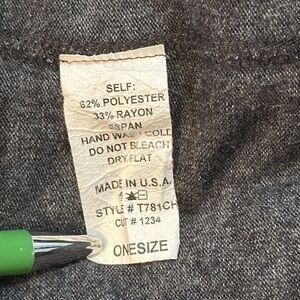 SELF:
62% POLYESTER
33% RAYON
SPAN
HAND WASH COLD
DO NOT BLEACH
DRY FLAT
MADE IN U.S.A.
STYLE # T781CH
CUT # 1234
ONESIZE